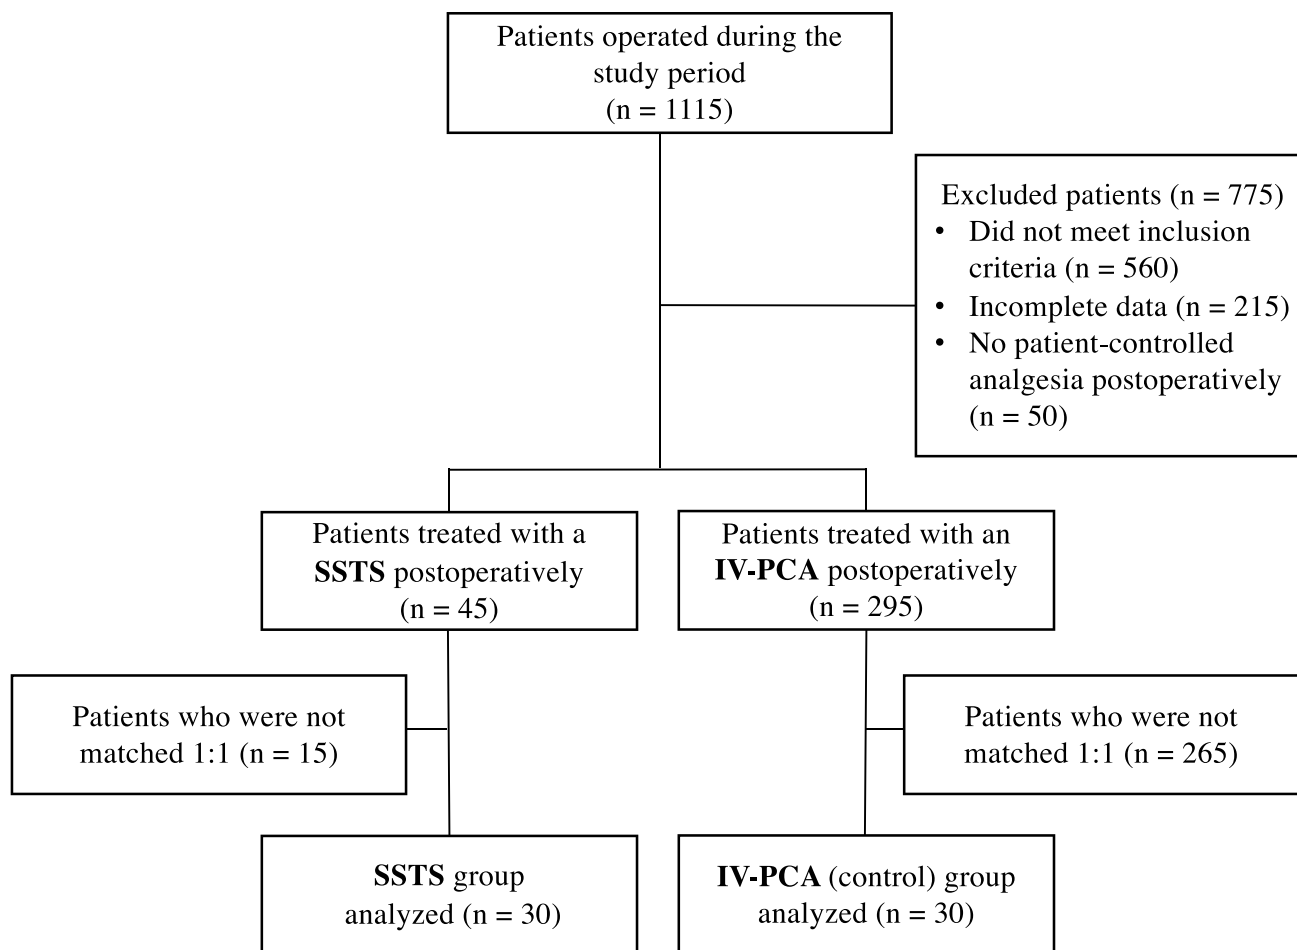 Patients operated during the
study period
(n = 1115)
Excluded patients (n = 775)
• Did not meet inclusion
criteria (n = 560)
• Incomplete data (n = 215)
• No patient-controlled
analgesia postoperatively
(n = 50)
Patients treated with a
SSTS postoperatively
(n = 45)
Patients treated with an
IV-PCA postoperatively
(n = 295)
Patients who were not
matched 1:1 (n = 15)
Patients who were not
matched 1:1 (n = 265)
SSTS group
analyzed (n = 30)
IV-PCA (control) group
analyzed (n = 30)